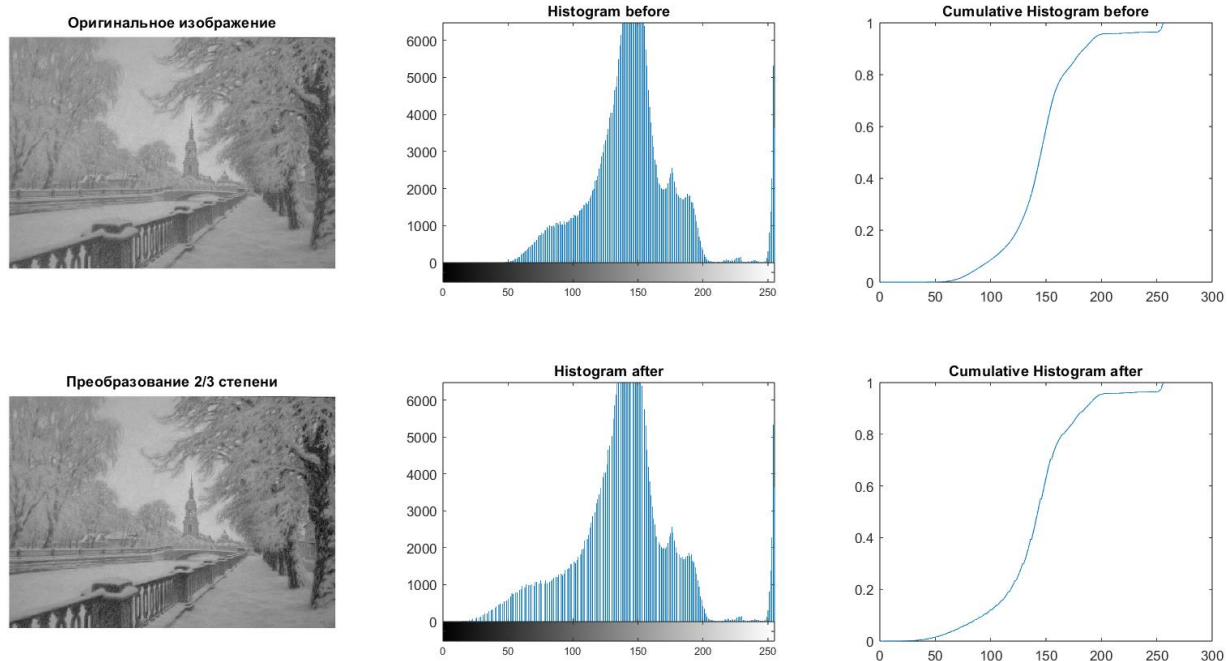 Оригинальное изображение
Histogram before
6000
5000
4000
3000
2000
1000
0
0 50 100 150 200 250
Cumulative Histogram before
1
0.8
0.6
0.4
0.2
0
0 50 100 150 200 250 300
Преобразование 2/3 степени
Histogram after
6000
5000
4000
3000
2000
1000
0
0 50 100 150 200 250
Cumulative Histogram after
1
0.8
0.6
0.4
0.2
0
0 50 100 150 200 250 300